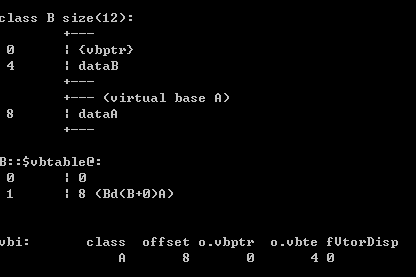 class B size(12):
        +---
 0      | {vbptr}
 4      | dataB
        +---
        +--- (virtual base A)
 8      | dataA
        +---
B::$vbtable@:
 0      | 0
 1      | 8 (Bd(B+0)A)
vbi:       class  offset o.vbptr  o.vbte fVtorDisp
               A       8       0       4 0